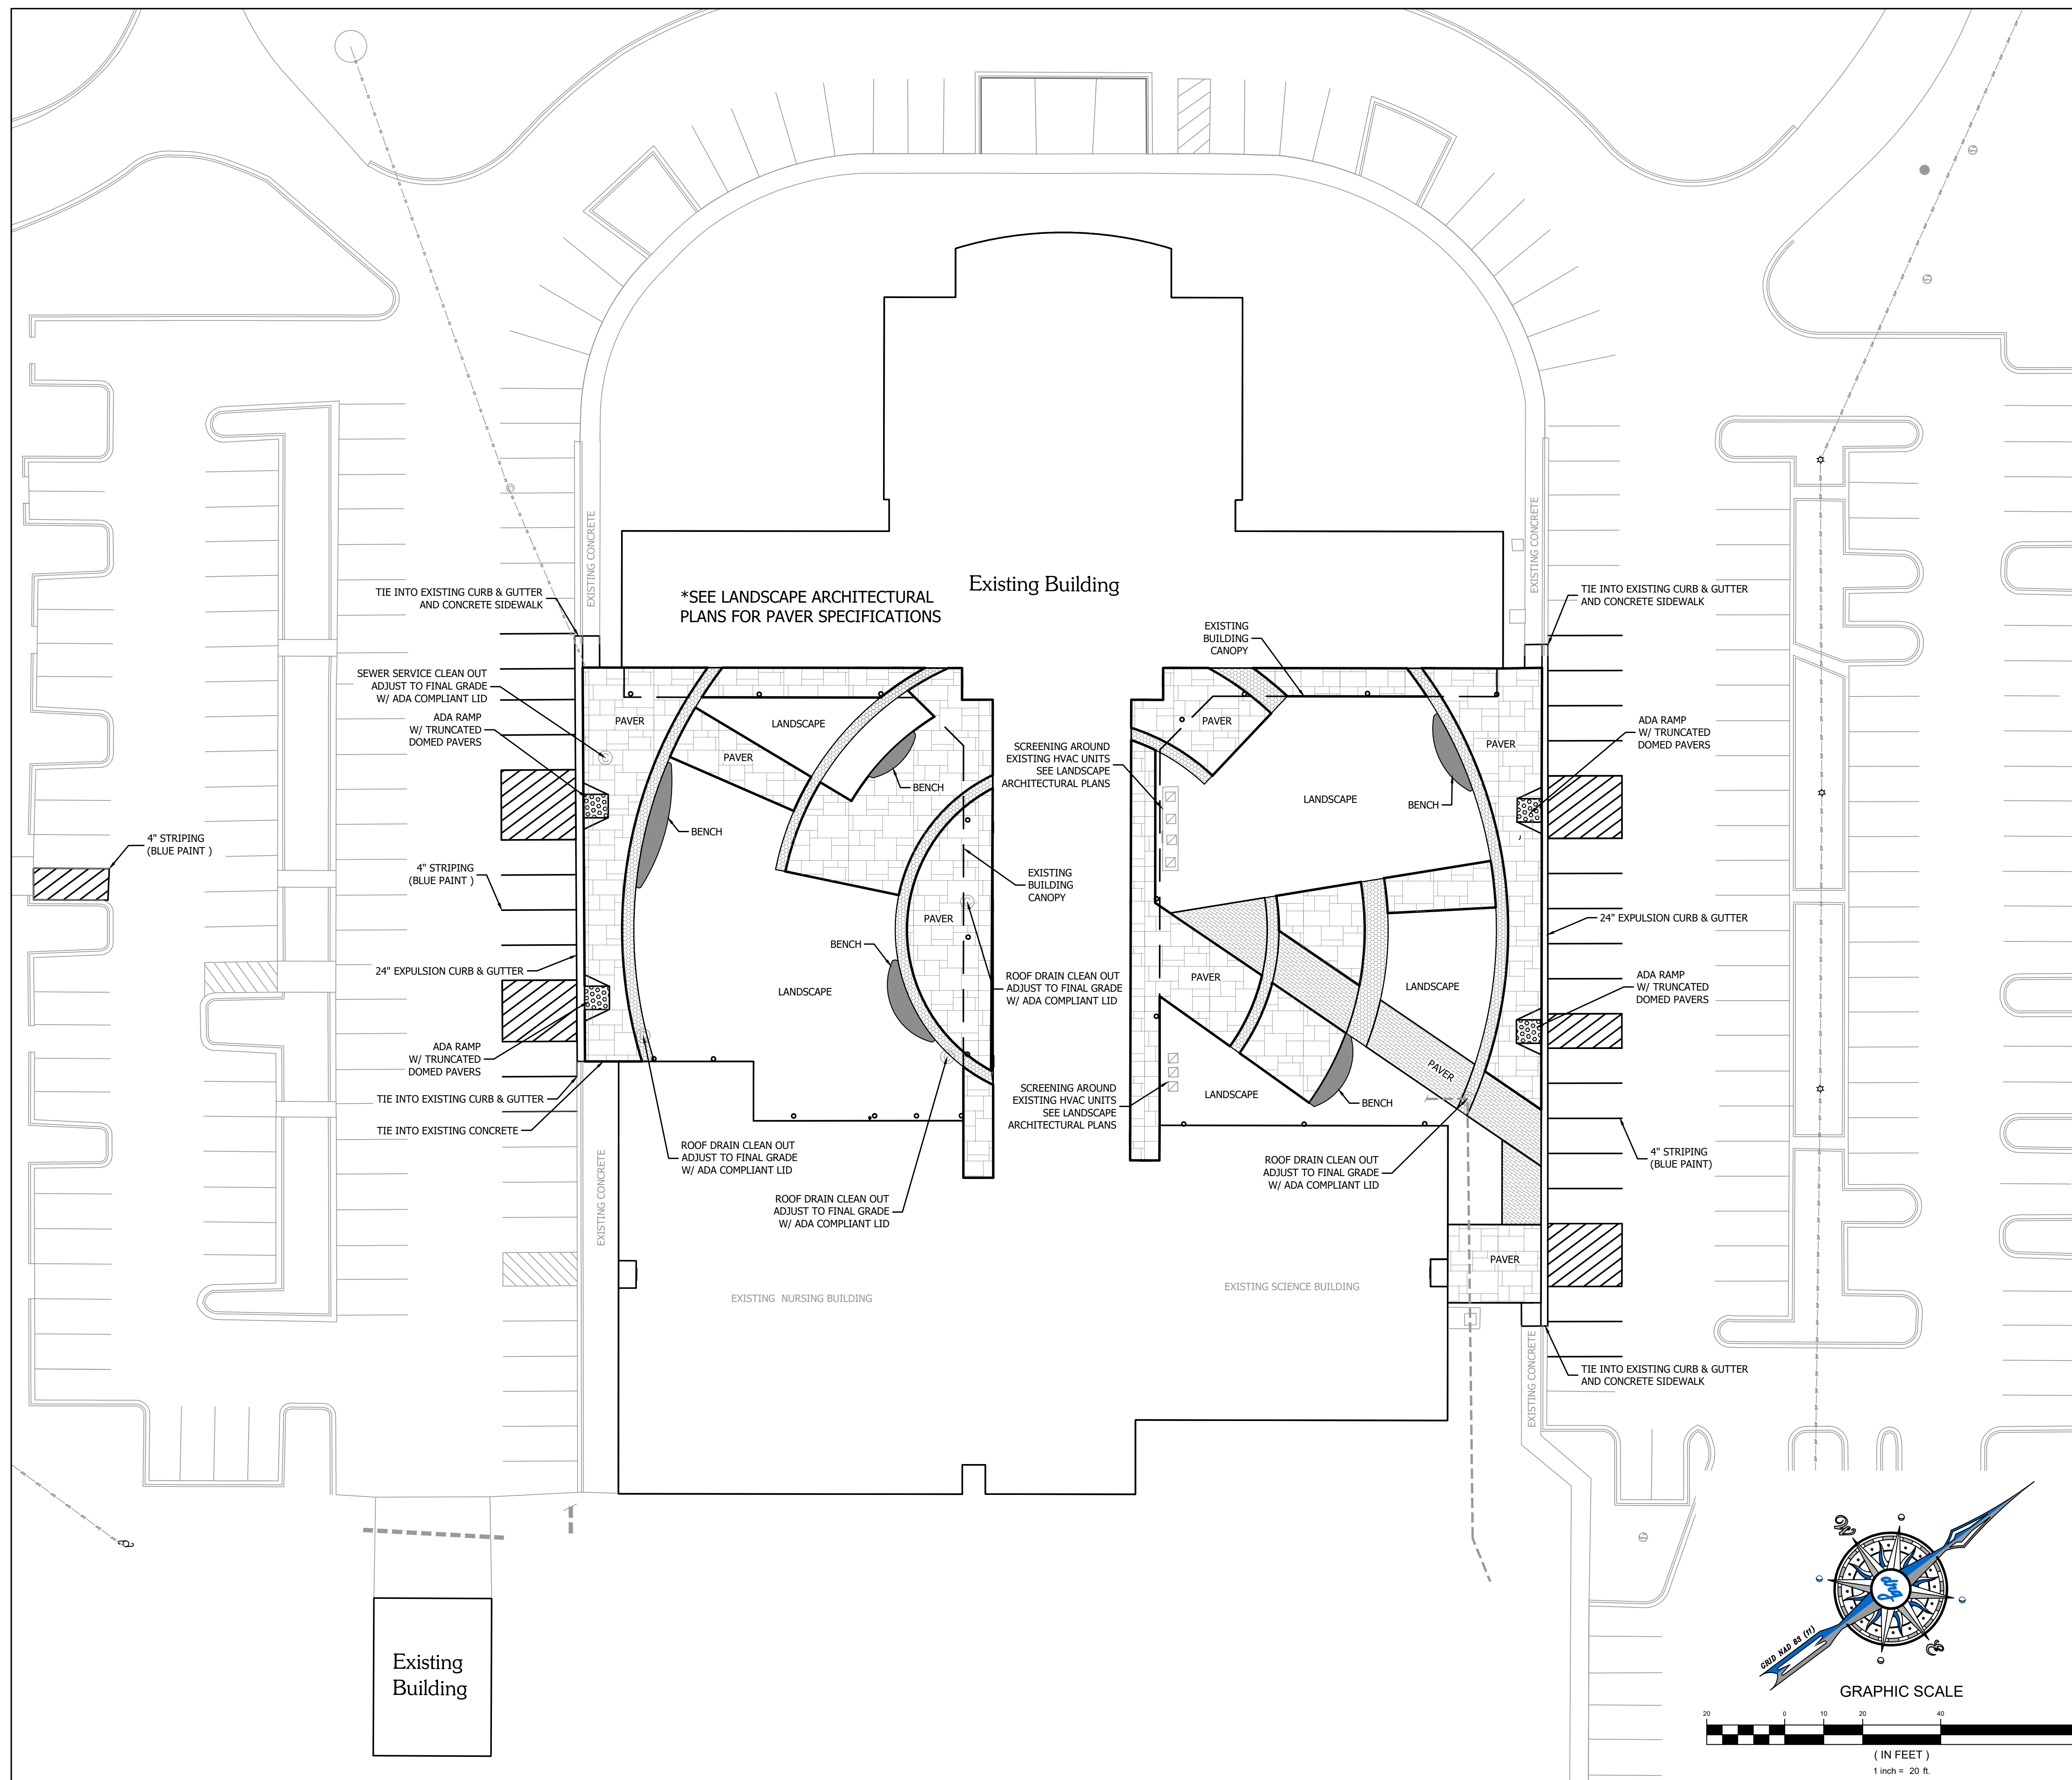 EXISTING CONCRETE
EXISTING CONCRETE
Existing Building
*SEE LANDSCAPE ARCHITECTURAL
PLANS FOR PAVER SPECIFICATIONS
TIE INTO EXISTING CURB & GUTTER
AND CONCRETE SIDEWALK
TIE INTO EXISTING CURB & GUTTER
AND CONCRETE SIDEWALK
EXISTING
BUILDING
CANOPY
SEWER SERVICE CLEAN OUT
ADJUST TO FINAL GRADE
W/ ADA COMPLIANT LID
ADA RAMP
W/ TRUNCATED
DOMED PAVERS
PAVER
LANDSCAPE
PAVER
BENCH
BENCH
SCREENING AROUND
EXISTING HVAC UNITS
SEE LANDSCAPE
ARCHITECTURAL PLANS
PAVER
LANDSCAPE
BENCH
PAVER
ADA RAMP
W/ TRUNCATED
DOMED PAVERS
4" STRIPING
(BLUE PAINT )
4" STRIPING
(BLUE PAINT )
EXISTING
BUILDING
CANOPY
PAVER
BENCH
24" EXPULSION CURB & GUTTER
24" EXPULSION CURB & GUTTER
LANDSCAPE
ROOF DRAIN CLEAN OUT
ADJUST TO FINAL GRADE
W/ ADA COMPLIANT LID
PAVER
LANDSCAPE
ADA RAMP
W/ TRUNCATED
DOMED PAVERS
ADA RAMP
W/ TRUNCATED
DOMED PAVERS
PAVER
TIE INTO EXISTING CURB & GUTTER
TIE INTO EXISTING CONCRETE
SCREENING AROUND
EXISTING HVAC UNITS
SEE LANDSCAPE
ARCHITECTURAL PLANS
LANDSCAPE
BENCH
ROOF DRAIN CLEAN OUT
ADJUST TO FINAL GRADE
W/ ADA COMPLIANT LID
ROOF DRAIN CLEAN OUT
ADJUST TO FINAL GRADE
W/ ADA COMPLIANT LID
ROOF DRAIN CLEAN OUT
ADJUST TO FINAL GRADE
W/ ADA COMPLIANT LID
4" STRIPING
(BLUE PAINT)
EXISTING CONCRETE
PAVER
EXISTING NURSING BUILDING
EXISTING SCIENCE BUILDING
EXISTING CONCRETE
TIE INTO EXISTING CURB & GUTTER
AND CONCRETE SIDEWALK
Existing
Building
GRID NAD 83 (11)
GRAPHIC SCALE
20 0 10 20 40
( IN FEET )
1 inch = 20 ft.